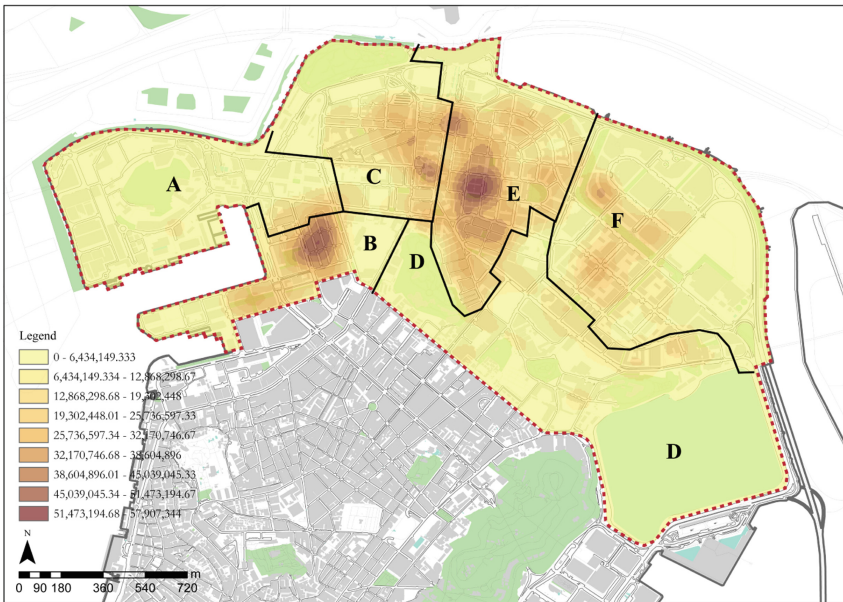 A
C
E
F
B
D
D
Legend
0 - 6,434,149.333
6,434,149.334 - 12,868,298.67
12,868,298.68 - 19,302,448
19,302,448.01 - 25,736,597.33
25,736,597.34 - 32,170,746.67
32,170,746.68 - 38,604,896
38,604,896.01 - 45,039,045.33
45,039,045.34 - 51,473,194.67
51,473,194.68 - 57,907,344
N
m
0 90 180 360 540 720